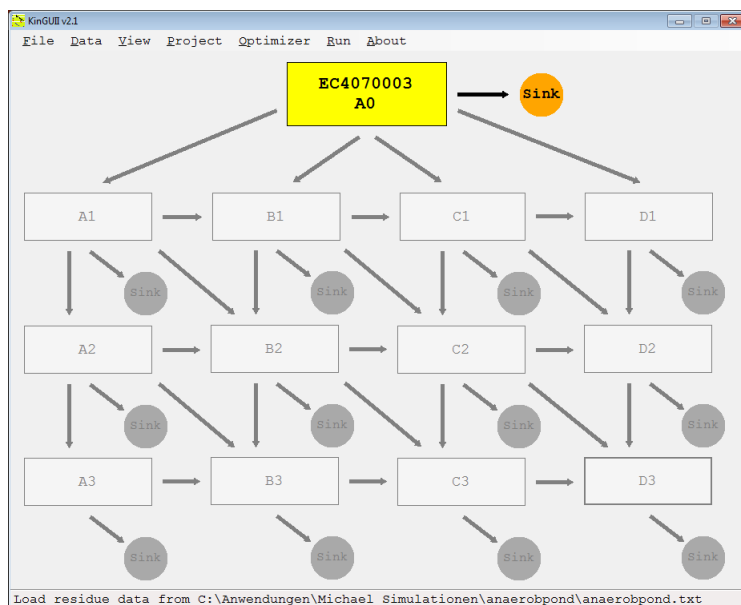 KinGUII v2.1
File Data View Project Optimizer Run About
EC4070003
A0
Sink
A1 B1 C1 D1
Sink Sink Sink Sink
A2 B2 C2 D2
Sink Sink Sink Sink
A3 B3 C3 D3
Sink Sink Sink Sink
Load residue data from C:\Anwendungen\Michael Simulationen\anaerobpond\anaerobpond.txt